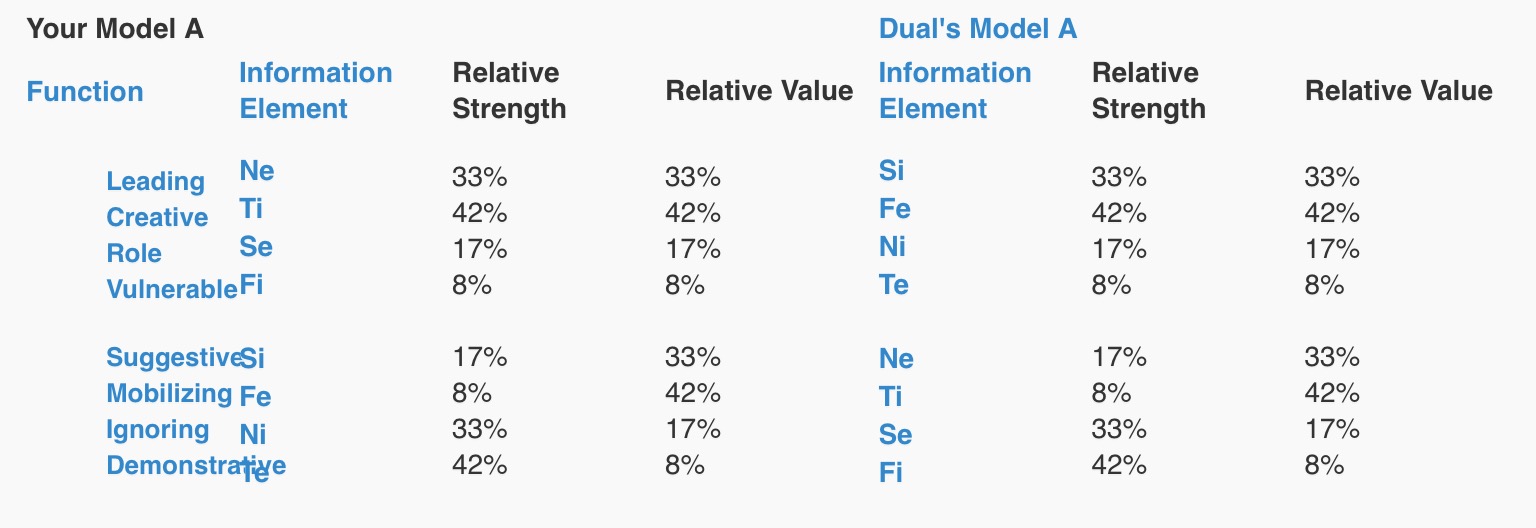 Your Model A Dual's Model A
Function Information Element Relative Strength Relative Value Information Element Relative Strength Relative Value
Leading Ne 33% 33% Si 33% 33%
Creative Ti 42% 42% Fe 42% 42%
Role Se 17% 17% Ni 17% 17%
Vulnerable Fi 8% 8% Te 8% 8%
Suggestive Si 17% 33% Ne 17% 33%
Mobilizing Fe 8% 42% Ti 8% 42%
Ignoring Ni 33% 17% Se 33% 17%
Demonstrative Te 42% 8% Fi 42% 8%